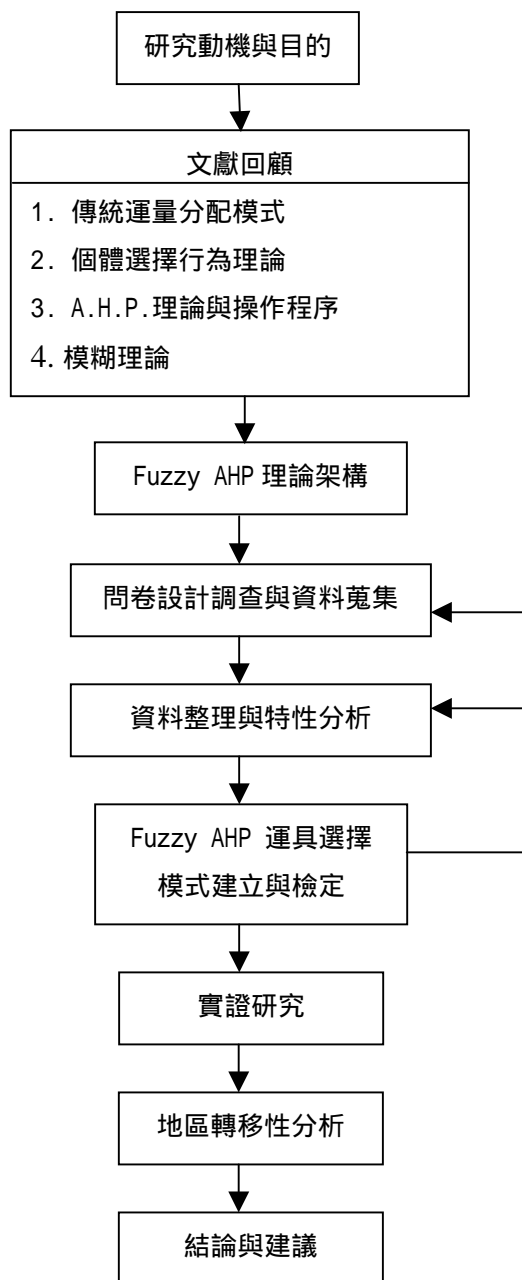 研究動機與目的
文獻回顧
1. 傳統運量分配模式
2. 個體選擇行為理論
3. A.H.P.理論與操作程序
4. 模糊理論
Fuzzy AHP 理論架構
問卷設計調查與資料蒐集
資料整理與特性分析
Fuzzy AHP 運具選擇
模式建立與檢定
實證研究
地區轉移性分析
結論與建議